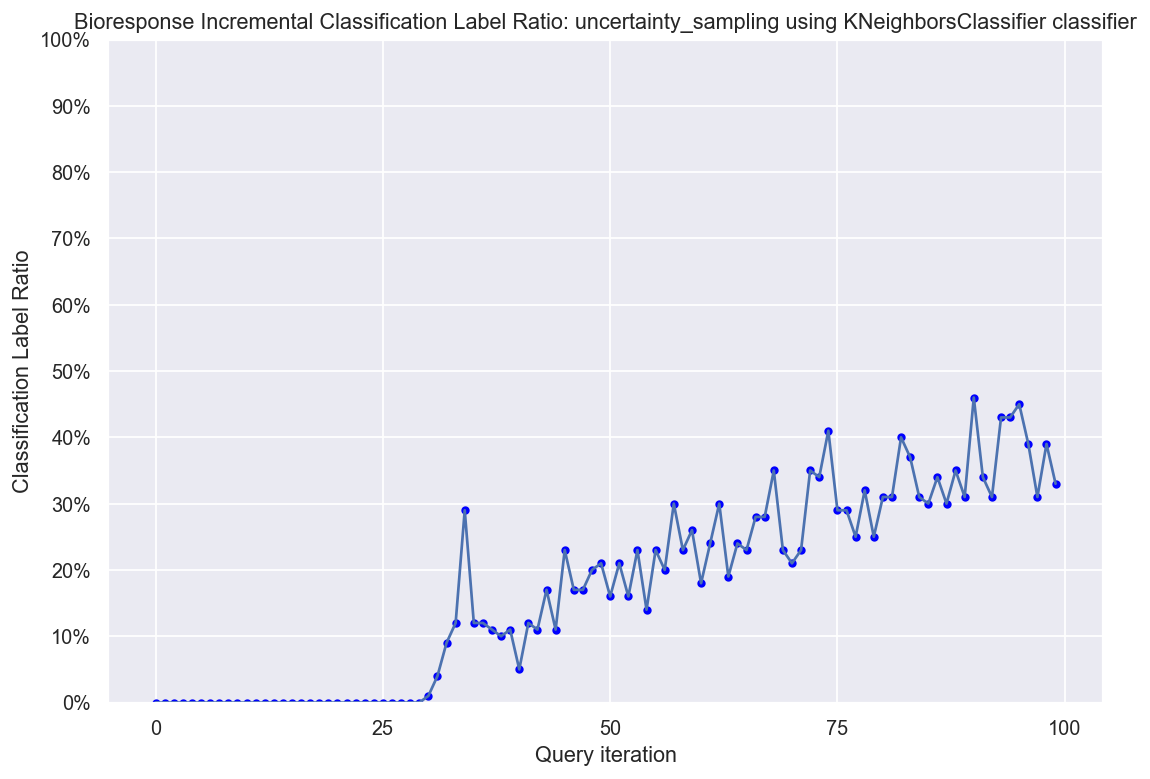 Bioresponse Incremental Classification Label Ratio: uncertainty_sampling using KNeighborsClassifier classifier
100%
90%
80%
70%
60%
50%
40%
30%
20%
10%
0%
Classification Label Ratio
0 25 50 75 100
Query iteration